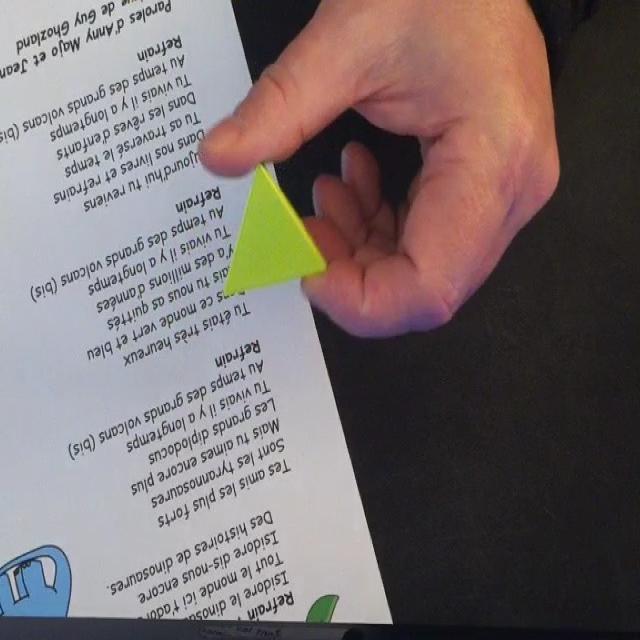 Refrain
Isidore le dinos
Tout le monde ici t'ador
Isidore dis-nous encore
Des histoires de dinosaures.
Tes amis les plus forts
Sont les tyrannosaures
Mais tu aimes encore plus
Les grands diplodocus
Tu vivais il y a longtemps
Au temps des grands volcans (bis)
Refrain
Tu étais très heureux
Dans ce monde vert et bleu
ais tu nous as quittés
y a des millions d'années
Tu vivais il y a longtemps
Au temps des grands volcans (bis)
Refrain
ujourd'hui tu reviens
Dans nos livres et refrains
Tu as traversé le temps
Dans les rêves d'enfants
Tu vivais il y a longtemps
Au temps des grands volcans (bis
Refrain
Paroles d'Anny Majo et Jean
que de Guy Ghozland